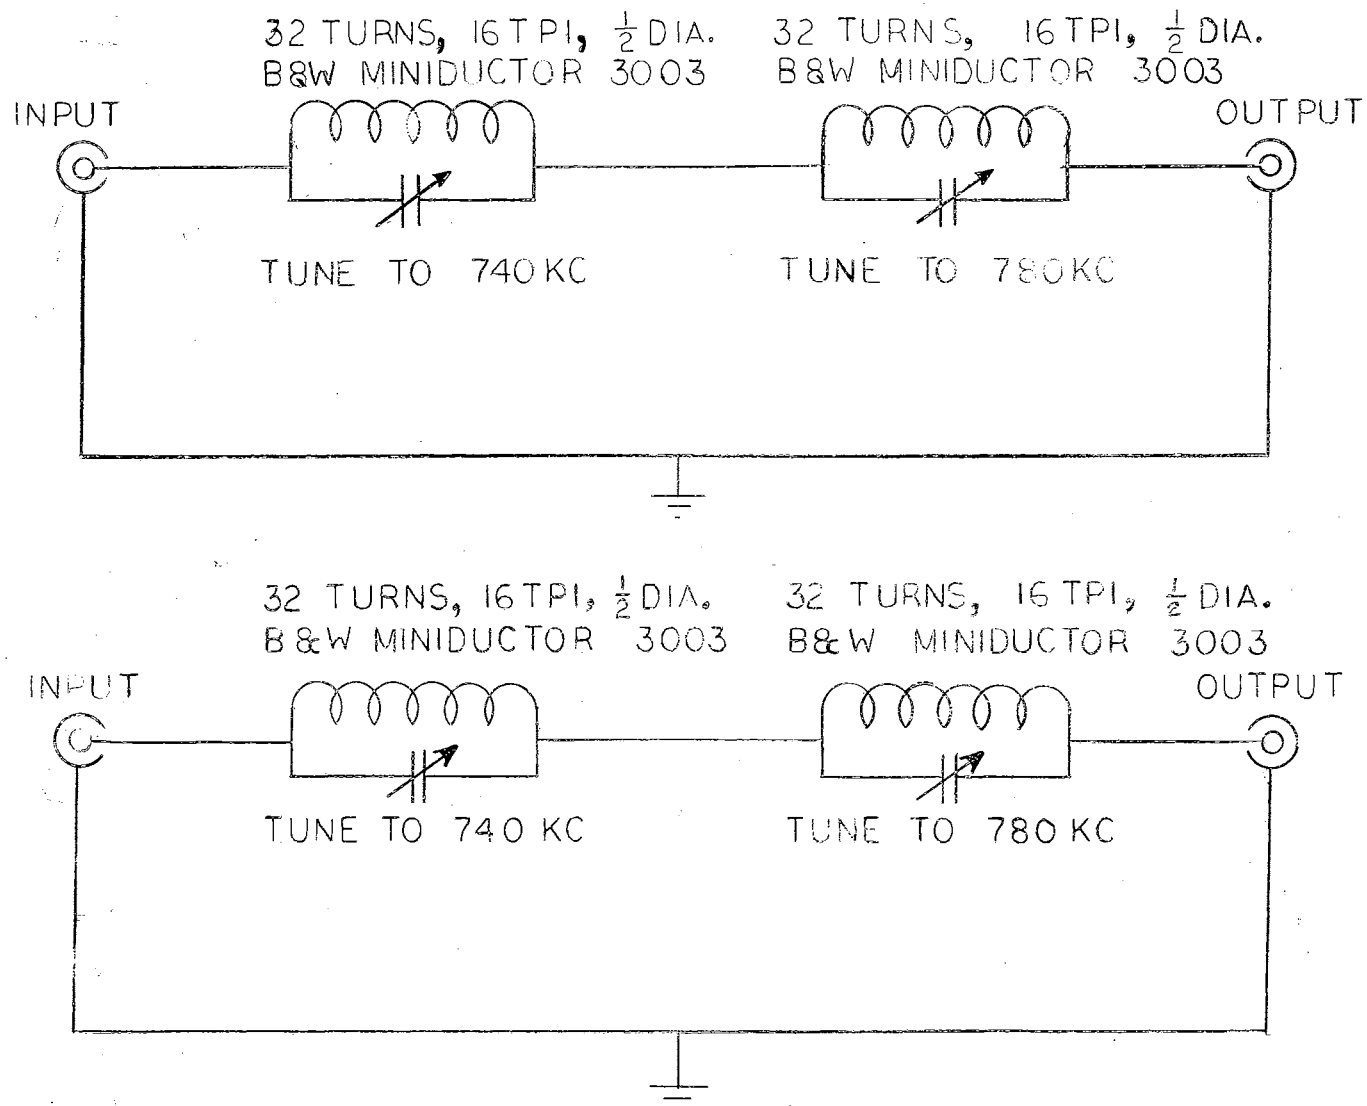 32 TURNS, 16 TPI, ½ DIA.
B&W MINIDUCTOR 3003
32 TURNS, 16 TPI, ½ DIA.
B&W MINIDUCTOR 3003
INPUT
OUTPUT
TUNE TO 740 KC
TUNE TO 780 KC
32 TURNS, 16 TPI, ½ DIA.
B&W MINIDUCTOR 3003
32 TURNS, 16 TPI, ½ DIA.
B&W MINIDUCTOR 3003
INPUT
OUTPUT
TUNE TO 740 KC
TUNE TO 780 KC